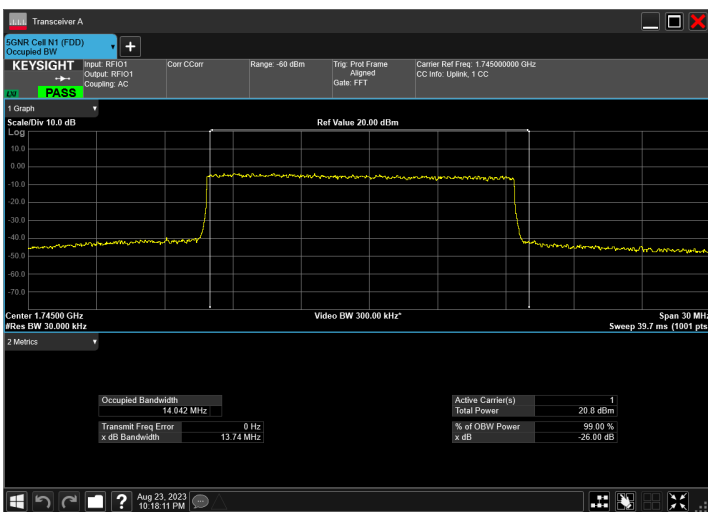 Transceiver A
5GNR Cell N1 (FDD)
Occupied BW
KEYSIGHT
LXI
PASS
Input: RFIO1
Output: RFIO1
Coupling: AC
Corr CCorr
Range: -60 dBm
Trig: Prot Frame
Aligned
Gate: FFT
Carrier Ref Freq: 1.745000000 GHz
CC Info: Uplink, 1 CC
1 Graph
Scale/Div 10.0 dB
Ref Value 20.00 dBm
Log
10.0
0.00
-10.0
-20.0
-30.0
-40.0
-50.0
-60.0
-70.0
Center 1.74500 GHz
Video BW 300.00 kHz*
Span 30 MHz
#Res BW 30.000 kHz
Sweep 39.7 ms (1001 pts
2 Metrics
Occupied Bandwidth
14.042 MHz
Transmit Freq Error 0 Hz
x dB Bandwidth 13.74 MHz
Active Carrier(s) 1
Total Power 20.8 dBm
% of OBW Power 99.00 %
x dB -26.00 dB
?
Aug 23, 2023
10:18:11 PM